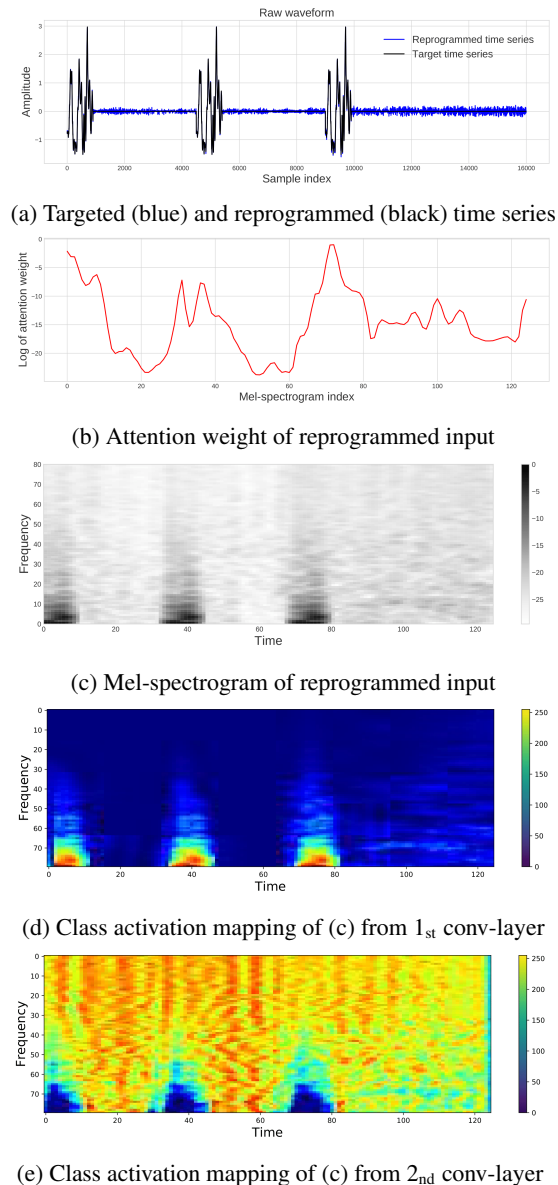 Raw waveform
Reprogrammed time series
Target time series
Amplitude
3
2
1
0
−1
0 2000 4000 6000 8000 10000 12000 14000 16000
Sample index
(a) Targeted (blue) and reprogrammed (black) time series
Log of attention weight
0
−5
−10
−15
−20
0 20 40 60 80 100 120
Mel-spectrogram index
(b) Attention weight of reprogrammed input
Frequency
80
70
60
50
40
30
20
10
0
0 20 40 60 80 100 120
Time
0
−5
−10
−15
−20
−25
(c) Mel-spectrogram of reprogrammed input
Frequency
0
10
20
30
40
50
60
70
0 20 40 60 80 100 120
Time
250
200
150
100
50
0
(d) Class activation mapping of (c) from 1st conv-layer
Frequency
0
10
20
30
40
50
60
70
0 20 40 60 80 100 120
Time
250
200
150
100
50
0
(e) Class activation mapping of (c) from 2nd conv-layer